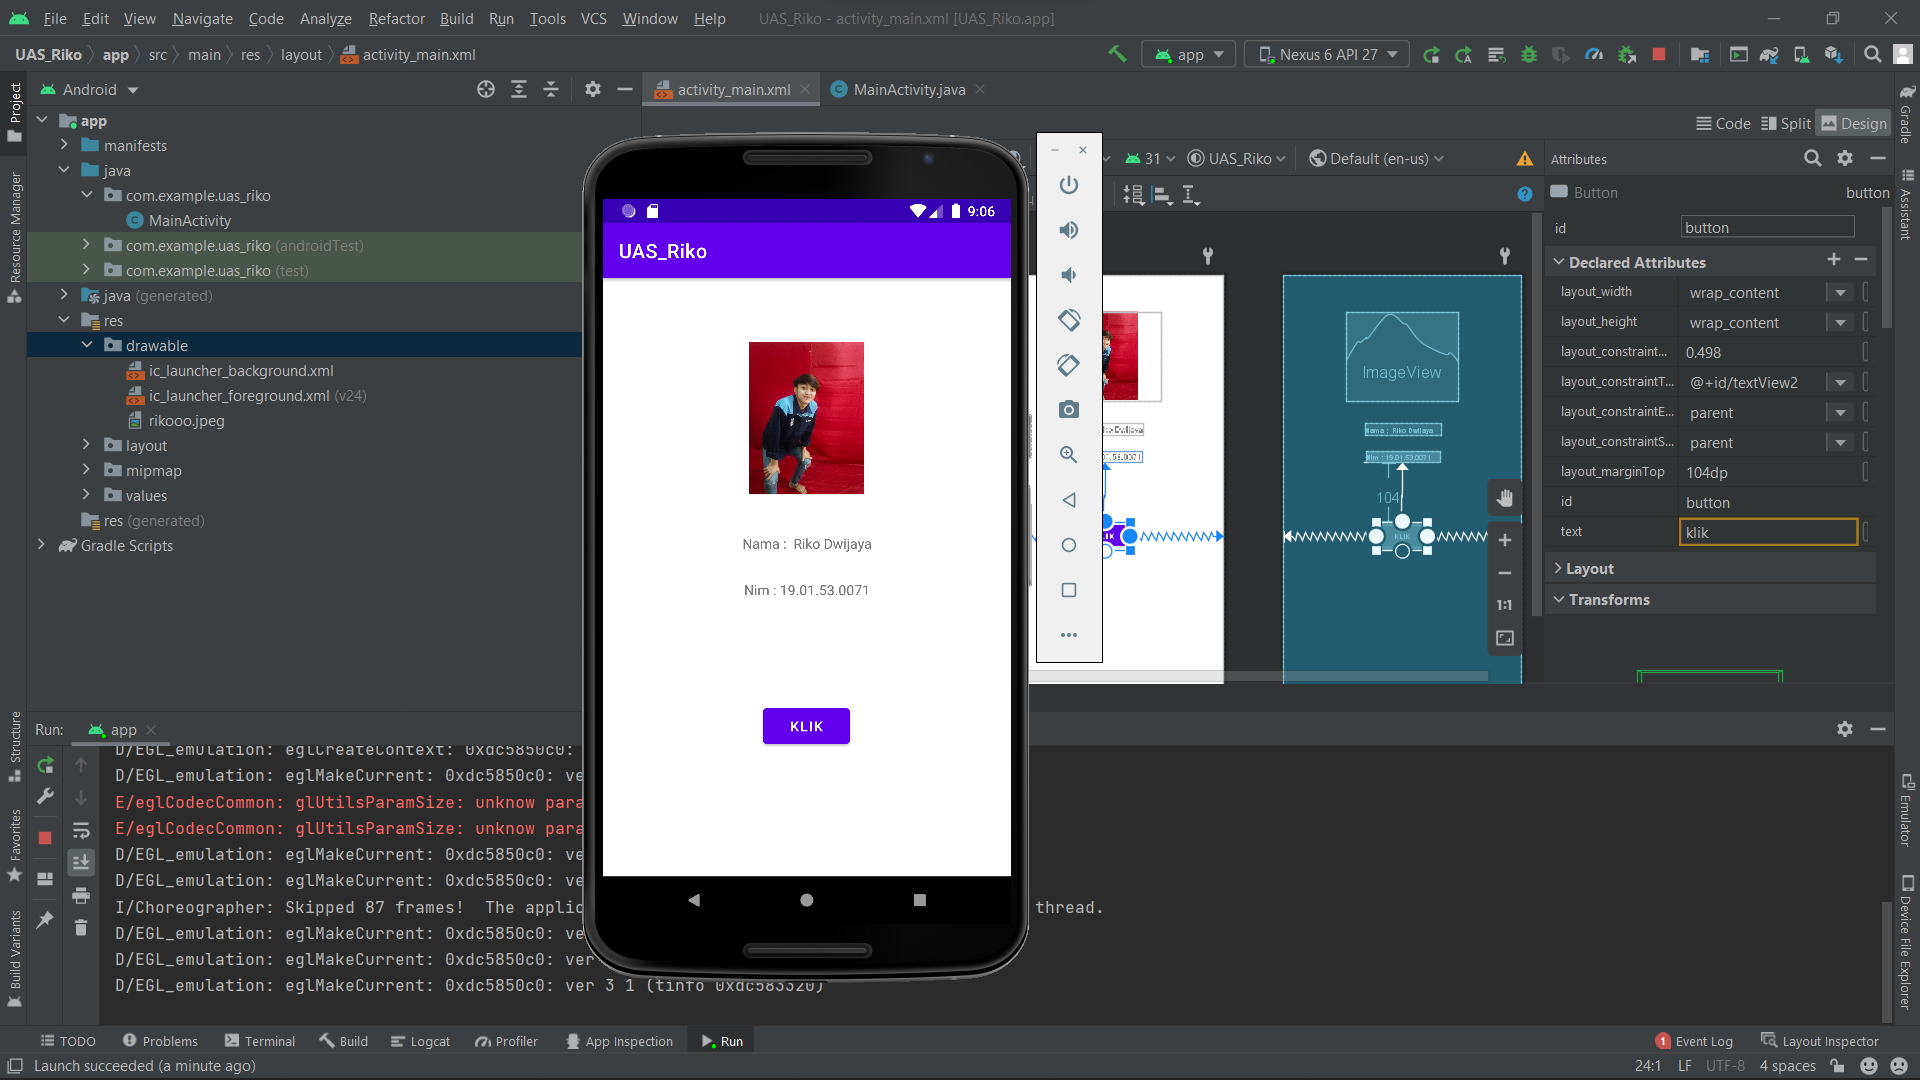 File Edit View Navigate Code Analyze Refactor Build Run Tools VCS Window Help UAS_Riko - activity_main.xml [UAS_Riko.app]
UAS_Riko app src main res layout activity_main.xml app Nexus 6 API 27
Android activity_main.xml MainActivity.java
Code Split Design
Project
Resource Manager
Structure
Favorites
Build Variants
Gradle
Assistant
Emulator
Device File Explorer
app
manifests
java
com.example.uas_riko
MainActivity
com.example.uas_riko (androidTest)
com.example.uas_riko (test)
java (generated)
res
drawable
ic_launcher_background.xml
ic_launcher_foreground.xml (v24)
rikooo.jpeg
layout
mipmap
values
res (generated)
Gradle Scripts
9:06
UAS_Riko
Nama : Riko Dwijaya
Nim : 19.01.53.0071
KLIK
31 UAS_Riko Default (en-us)
ImageView
Nama : Riko Dwijaya
Nim : 19.01.53.0071
104
KLIK
1:1
Attributes
Button button
id button
Declared Attributes
layout_width wrap_content
layout_height wrap_content
layout_constraint... 0.498
layout_constraintT... @+id/textView2
layout_constraintE... parent
layout_constraintS... parent
layout_marginTop 104dp
id button
text klik
Layout
Transforms
Run: app
D/EGL_emulation: eglCreateContext: 0xdc5850c0:
D/EGL_emulation: eglMakeCurrent: 0xdc5850c0: ve
E/eglCodecCommon: glUtilsParamSize: unknow para
E/eglCodecCommon: glUtilsParamSize: unknow para
D/EGL_emulation: eglMakeCurrent: 0xdc5850c0: ve
D/EGL_emulation: eglMakeCurrent: 0xdc5850c0: ve
I/Choreographer: Skipped 87 frames! The applic thread.
D/EGL_emulation: eglMakeCurrent: 0xdc5850c0: ve
D/EGL_emulation: eglMakeCurrent: 0xdc5850c0: ver
D/EGL_emulation: eglMakeCurrent: 0xdc5850c0: ver 3 1 (tinfo 0xdc583320)
TODO Problems Terminal Build Logcat Profiler App Inspection Run 1 Event Log Layout Inspector
Launch succeeded (a minute ago) 24:1 LF UTF-8 4 spaces